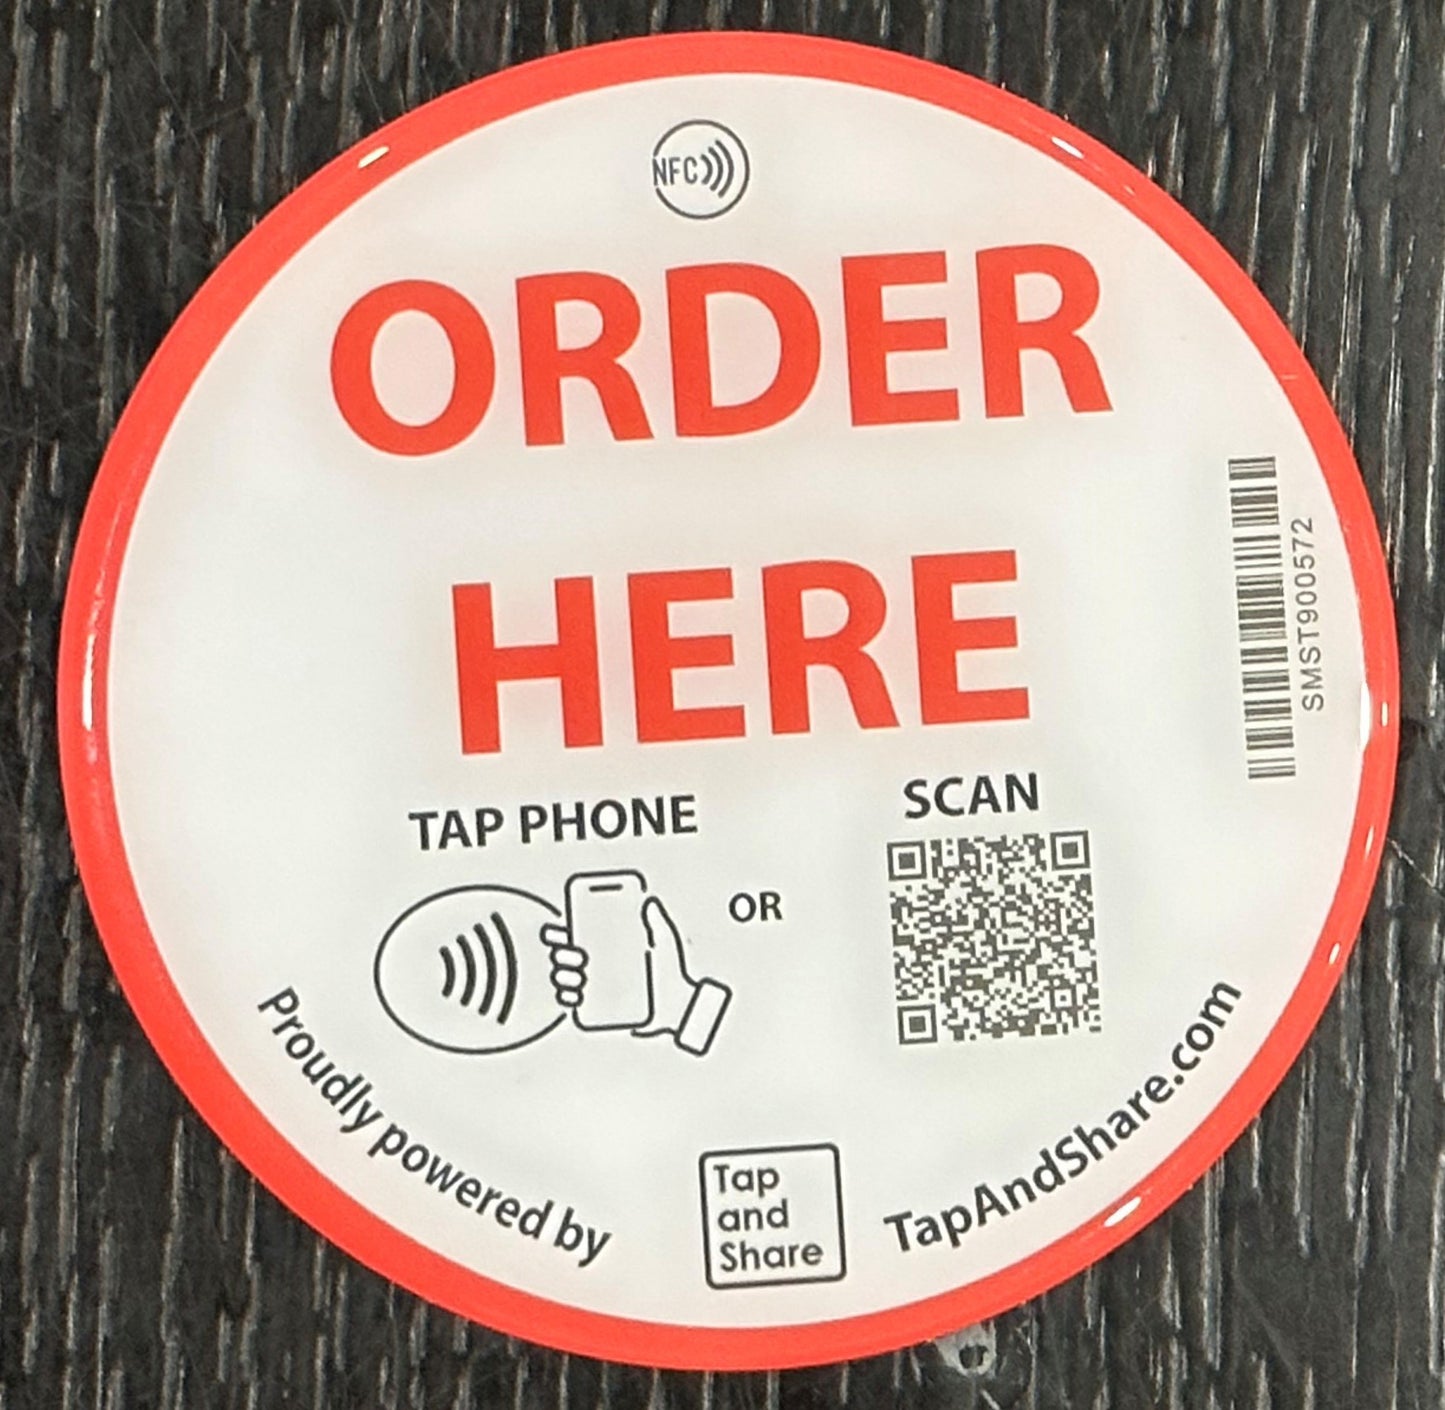 NFC
ORDER
HERE
TAP PHONE
OR
SCAN
SMST900572
Proudly powered by
Tap
and
Share
TapAndShare.com